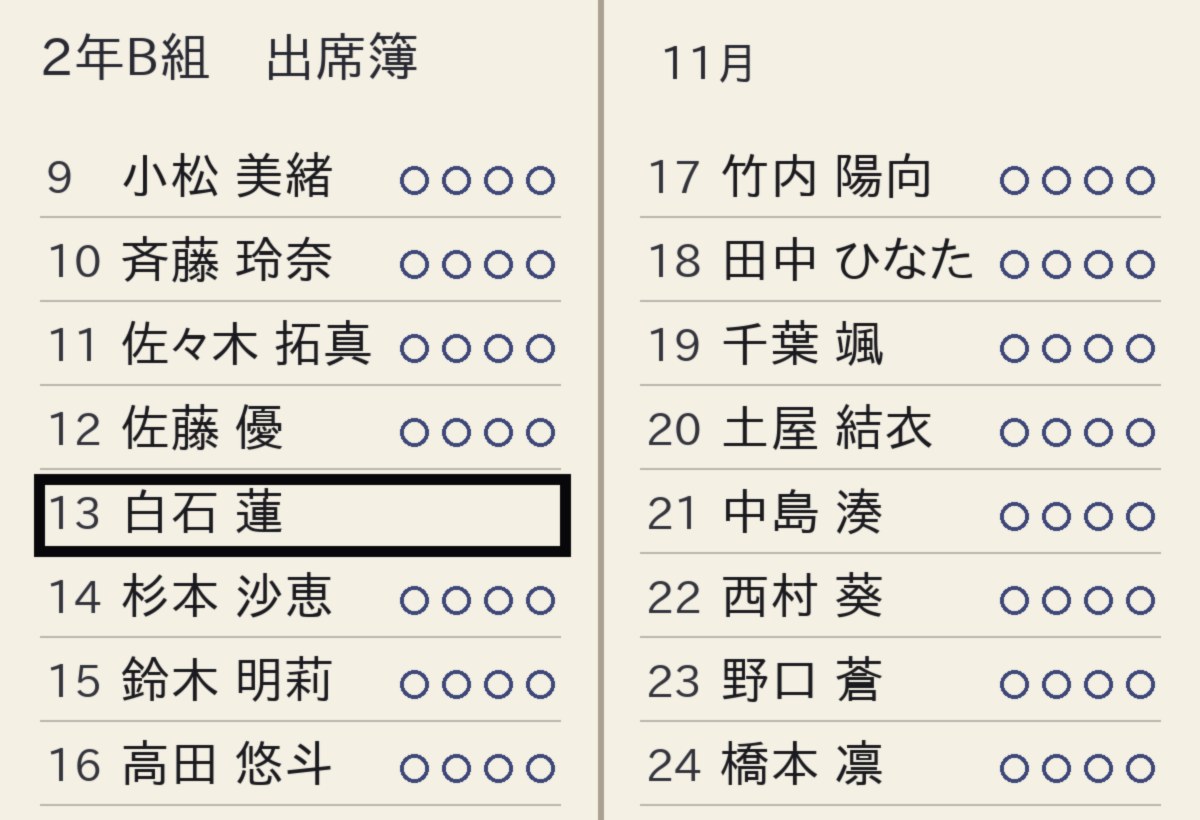 2年B組　出席簿
9 小松 美緒 ○○○○
10 斉藤 玲奈 ○○○○
11 佐々木 拓真 ○○○○
12 佐藤 優 ○○○○
13 白石 蓮
14 杉本 沙恵 ○○○○
15 鈴木 明莉 ○○○○
16 高田 悠斗 ○○○○
11月
17 竹内 陽向 ○○○○
18 田中 ひなた ○○○○
19 千葉 颯 ○○○○
20 土屋 結衣 ○○○○
21 中島 湊 ○○○○
22 西村 葵 ○○○○
23 野口 蒼 ○○○○
24 橋本 凛 ○○○○